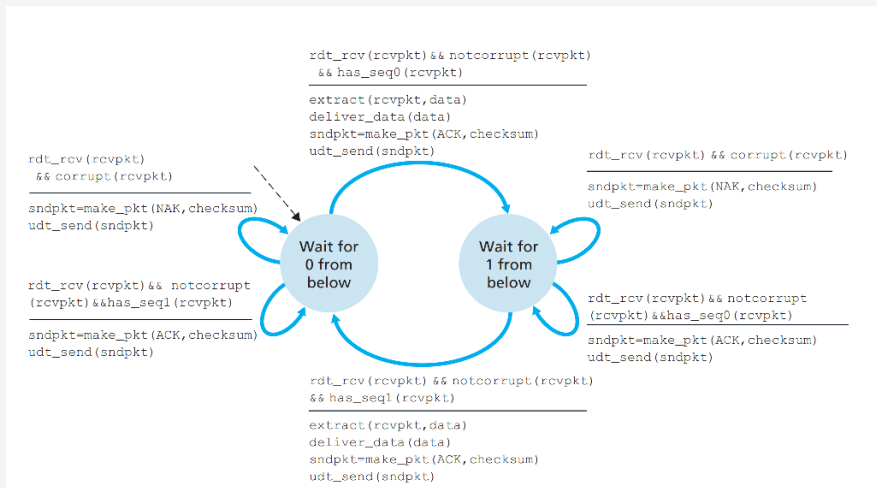 rdt_rcv(rcvpkt)&& notcorrupt(rcvpkt)
&& has_seq0(rcvpkt)
extract(rcvpkt,data)
deliver_data(data)
sndpkt=make_pkt(ACK,checksum)
udt_send(sndpkt)
rdt_rcv(rcvpkt)
&& corrupt(rcvpkt)
sndpkt=make_pkt(NAK,checksum)
udt_send(sndpkt)
rdt_rcv(rcvpkt) && corrupt(rcvpkt)
sndpkt=make_pkt(NAK,checksum)
udt_send(sndpkt)
Wait for
0 from
below
Wait for
1 from
below
rdt_rcv(rcvpkt)&& notcorrupt
(rcvpkt)&&has_seq1(rcvpkt)
sndpkt=make_pkt(ACK,checksum)
udt_send(sndpkt)
rdt_rcv(rcvpkt)&& notcorrupt
(rcvpkt)&&has_seq0(rcvpkt)
sndpkt=make_pkt(ACK,checksum)
udt_send(sndpkt)
rdt_rcv(rcvpkt) && notcorrupt(rcvpkt)
&& has_seq1(rcvpkt)
extract(rcvpkt,data)
deliver_data(data)
sndpkt=make_pkt(ACK,checksum)
udt_send(sndpkt)